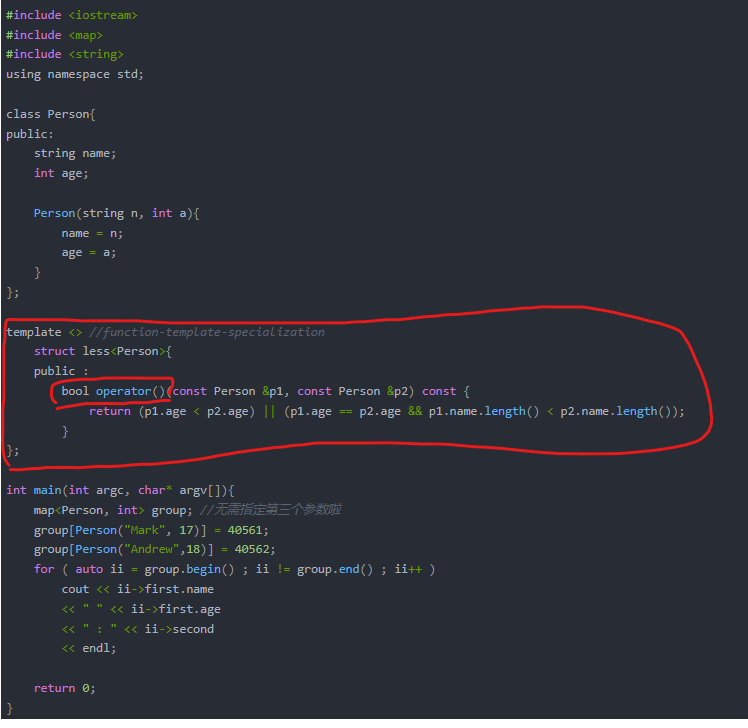 #include <iostream>
#include <map>
#include <string>
using namespace std;

class Person{
public:
    string name;
    int age;

    Person(string n, int a){
        name = n;
        age = a;
    }
};

template <> //function-template-specialization
    struct less<Person>{
    public :
        bool operator()(const Person &p1, const Person &p2) const {
            return (p1.age < p2.age) || (p1.age == p2.age && p1.name.length() < p2.name.length());
        }
};

int main(int argc, char* argv[]){
    map<Person, int> group; //无需指定第三个参数啦
    group[Person("Mark", 17)] = 40561;
    group[Person("Andrew",18)] = 40562;
    for ( auto ii = group.begin() ; ii != group.end() ; ii++ )
        cout << ii->first.name
        << " " << ii->first.age
        << " : " << ii->second
        << endl;

    return 0;
}